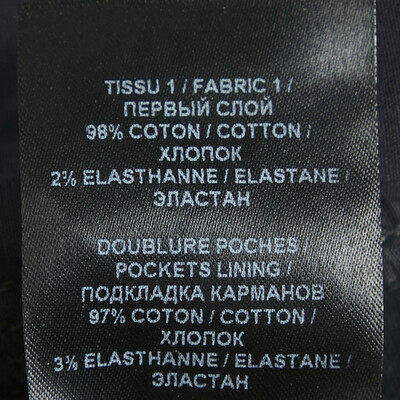 TISSU 1 / FABRIC 1 /
ПЕРВЫЙ СЛОЙ
98% COTON / COTTON /
ХЛОПОК
2% ELASTHANNE / ELASTANE /
ЭЛАСТАН
DOUBLURE POCHES /
POCKETS LINING /
ПОДКЛАДКА КАРМАНОВ
97% COTON / COTTON /
ХЛОПОК
3% ELASTHANNE / ELASTANE /
ЭЛАСТАН